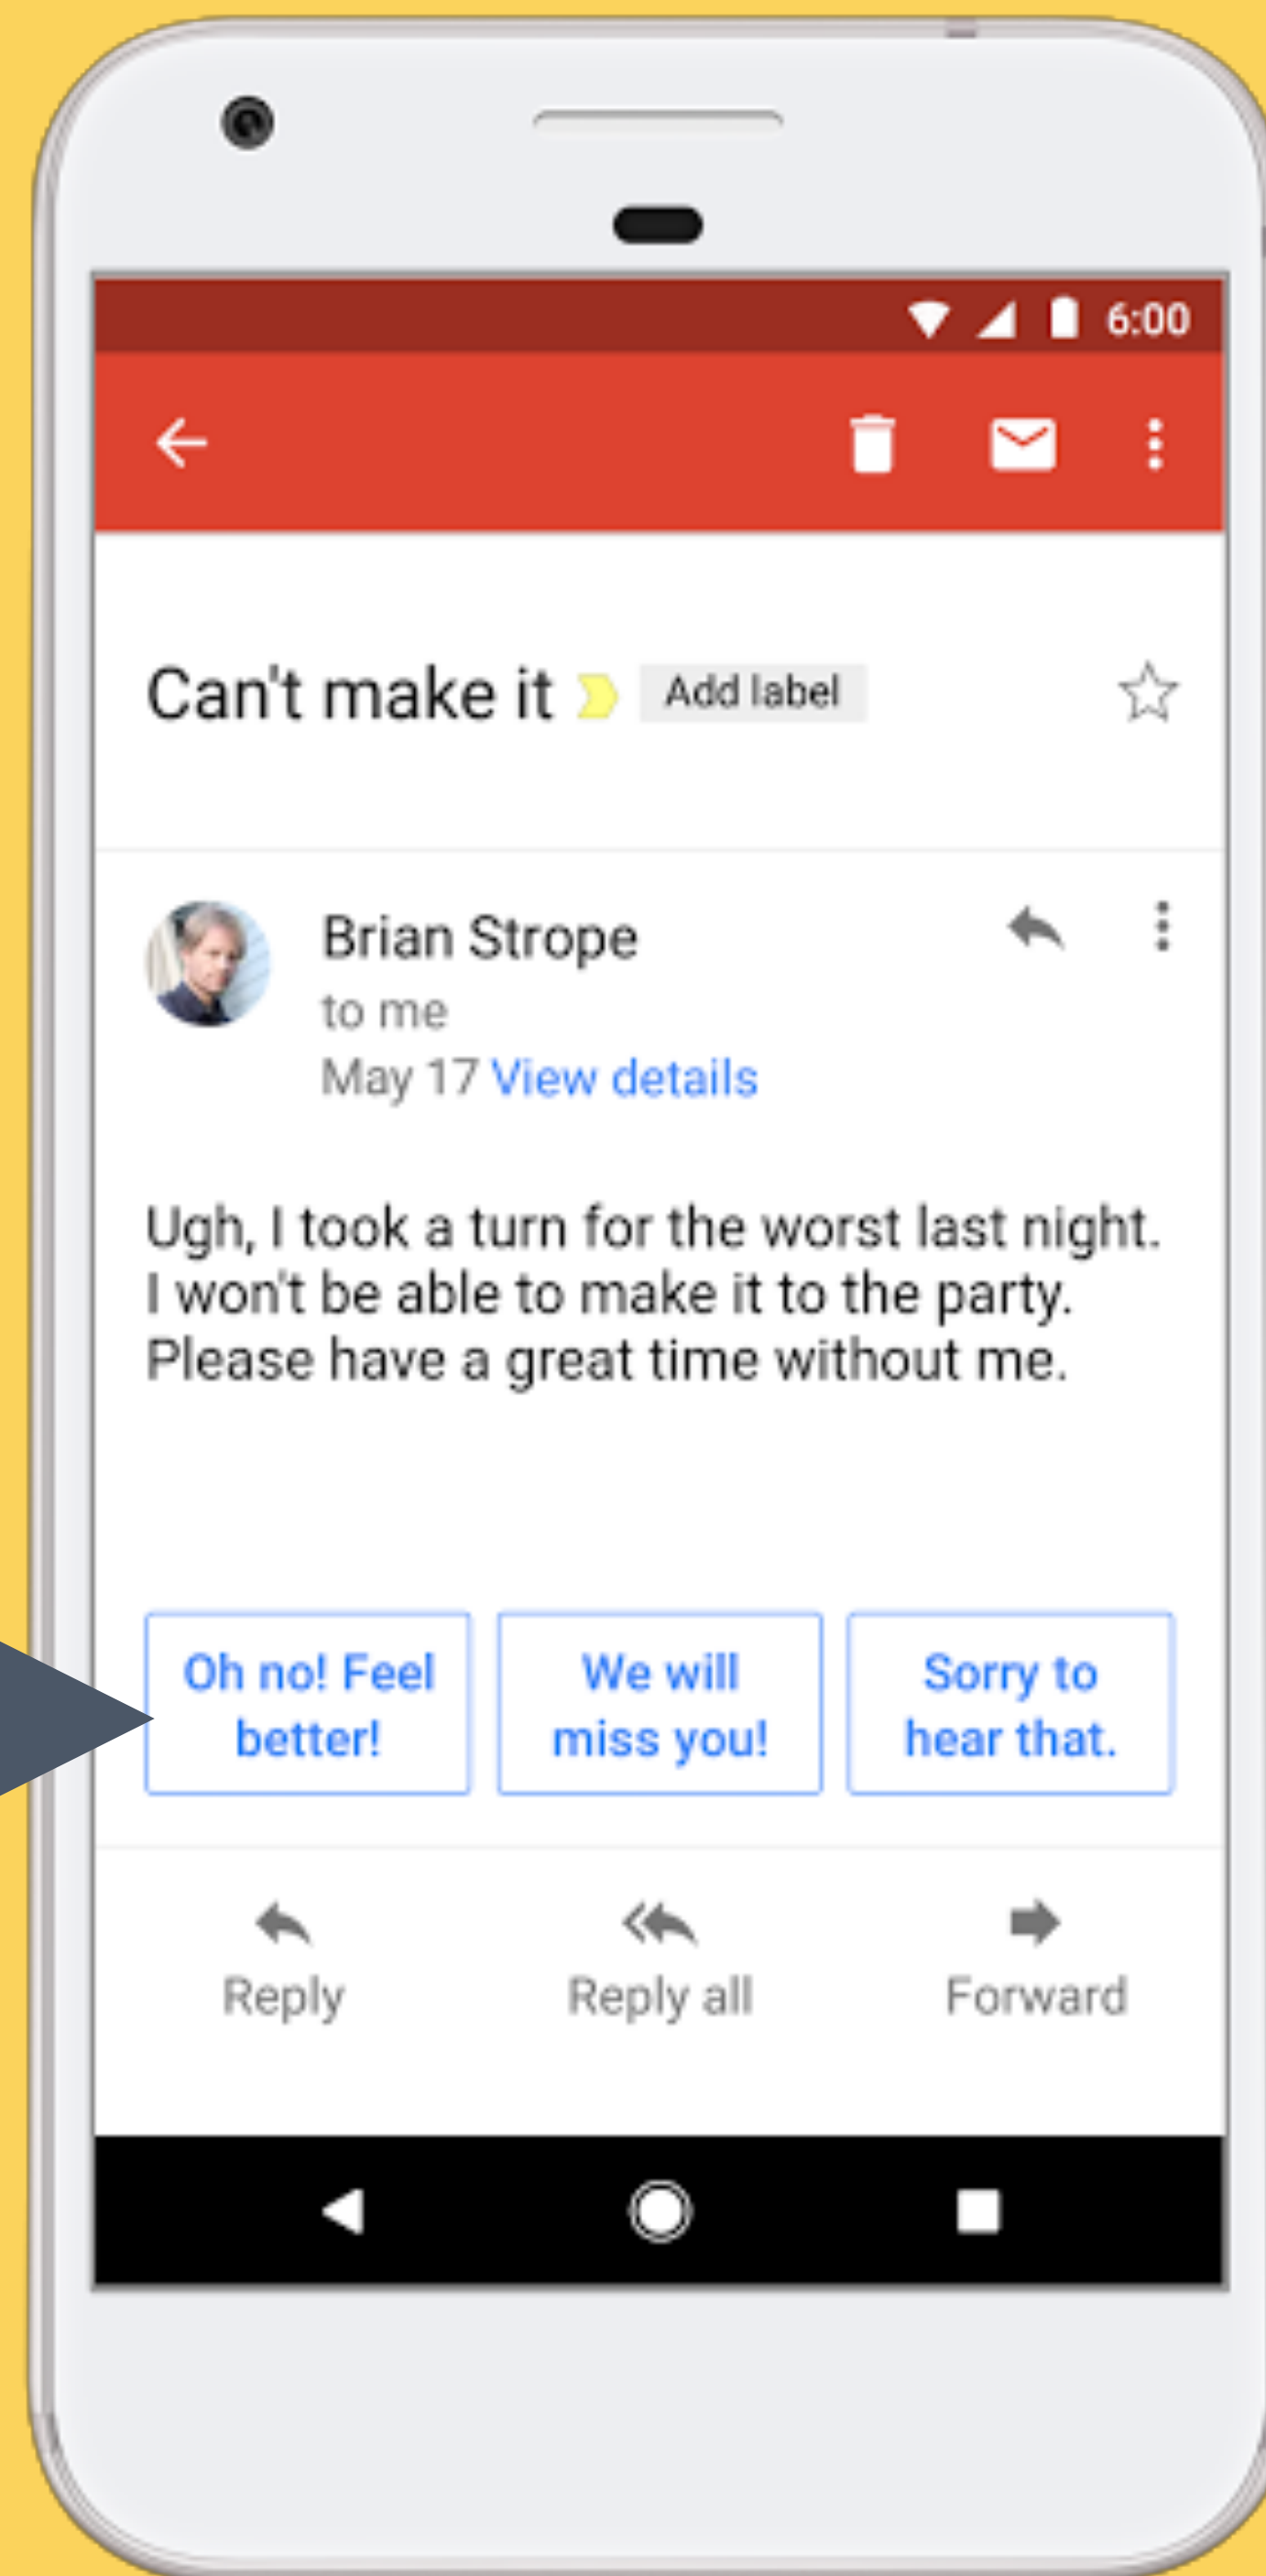 6:00
Can't make it Add label
Brian Strope
to me
May 17 View details
Ugh, I took a turn for the worst last night.
I won't be able to make it to the party.
Please have a great time without me.
Oh no! Feel better!
We will miss you!
Sorry to hear that.
Reply Reply all Forward